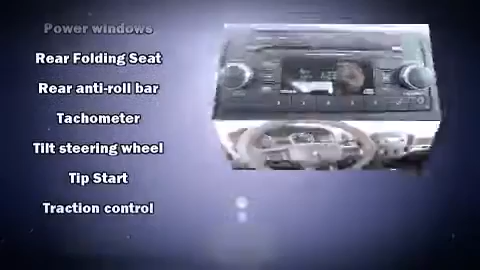 Power windows
Rear Folding Seat
Rear anti-roll bar
Tachometer
Tilt steering wheel
Tip Start
Traction control